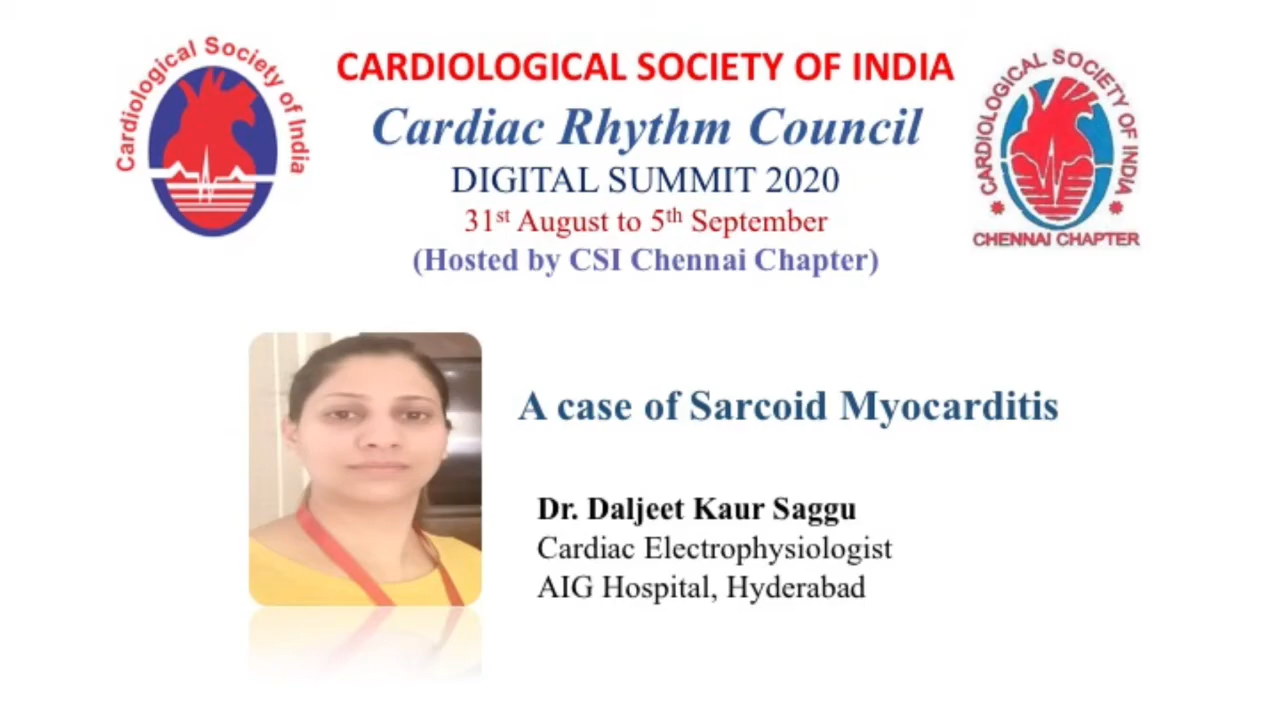 Cardiological Society of India
CARDIOLOGICAL SOCIETY OF INDIA
Cardiac Rhythm Council
DIGITAL SUMMIT 2020
31st August to 5th September
(Hosted by CSI Chennai Chapter)
CARDIOLOGICAL SOCIETY OF INDIA
CHENNAI CHAPTER
A case of Sarcoid Myocarditis
Dr. Daljeet Kaur Saggu
Cardiac Electrophysiologist
AIG Hospital, Hyderabad